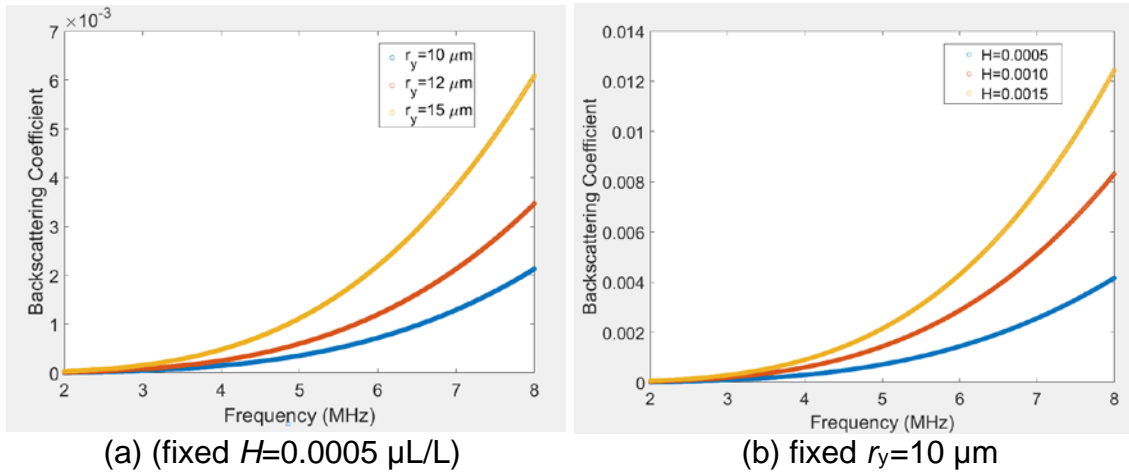 ×10⁻³
7
6
5
4
3
2
1
0
Backscattering Coefficient
r_y=10 μm
r_y=12 μm
r_y=15 μm
2 3 4 5 6 7 8
Frequency (MHz)
(a) (fixed H=0.0005 μL/L)
0.014
0.012
0.01
0.008
0.006
0.004
0.002
0
Backscattering Coefficient
H=0.0005
H=0.0010
H=0.0015
2 3 4 5 6 7 8
Frequency (MHz)
(b) fixed r_y=10 μm